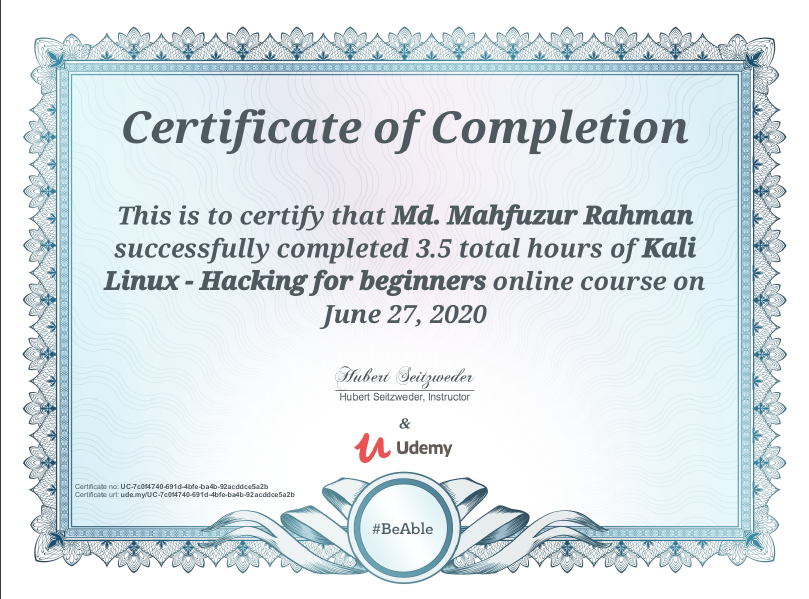 Certificate of Completion
This is to certify that Md. Mahfuzur Rahman
successfully completed 3.5 total hours of Kali
Linux - Hacking for beginners online course on
June 27, 2020
Hubert Seitzweder
Hubert Seitzweder, Instructor
&
Udemy
Certificate no: UC-7c0f4740-691d-4bfe-ba4b-92acddce5a2b
Certificate url: ude.my/UC-7c0f4740-691d-4bfe-ba4b-92acddce5a2b
#BeAble